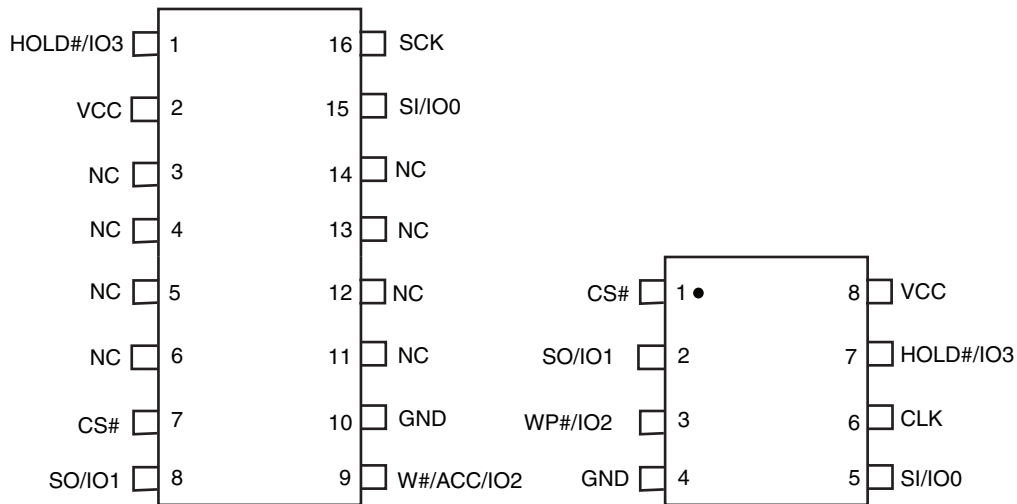 HOLD#/IO3 1 16 SCK
VCC 2 15 SI/IO0
NC 3 14 NC
NC 4 13 NC
NC 5 12 NC
NC 6 11 NC
CS# 7 10 GND
SO/IO1 8 9 W#/ACC/IO2
CS# 1 8 VCC
SO/IO1 2 7 HOLD#/IO3
WP#/IO2 3 6 CLK
GND 4 5 SI/IO0